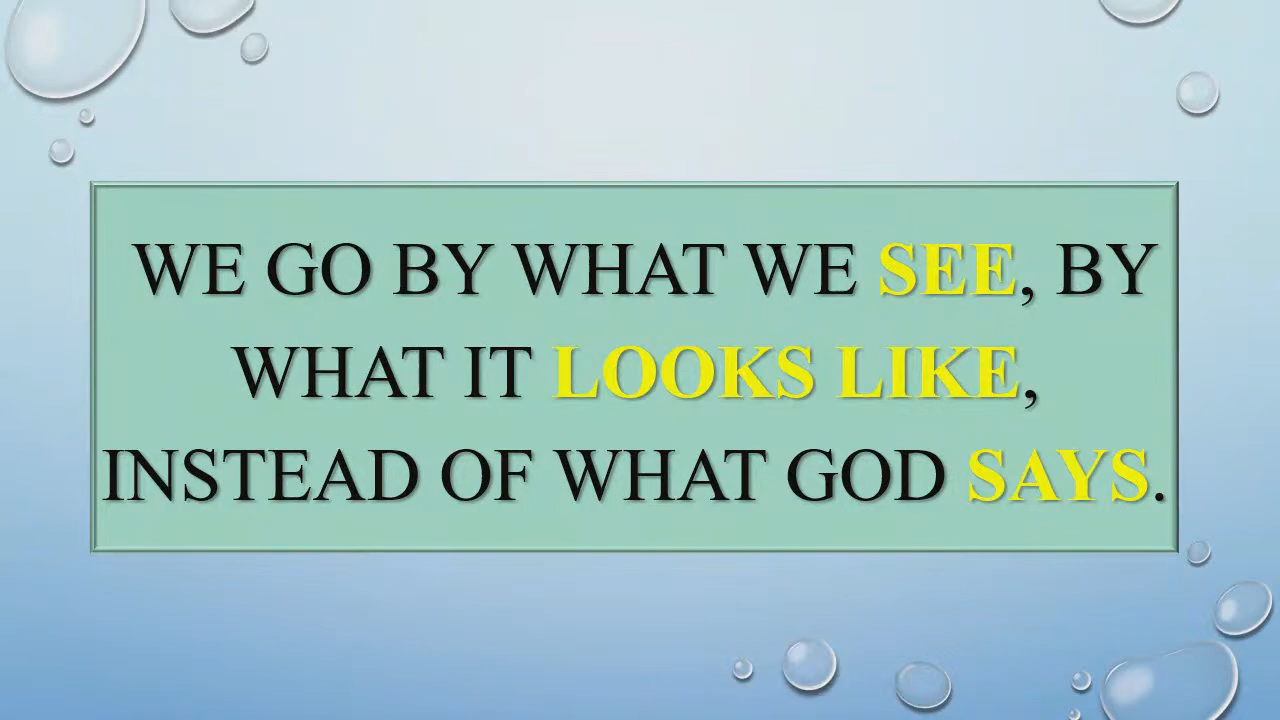 WE GO BY WHAT WE SEE, BY
WHAT IT LOOKS LIKE,
INSTEAD OF WHAT GOD SAYS.